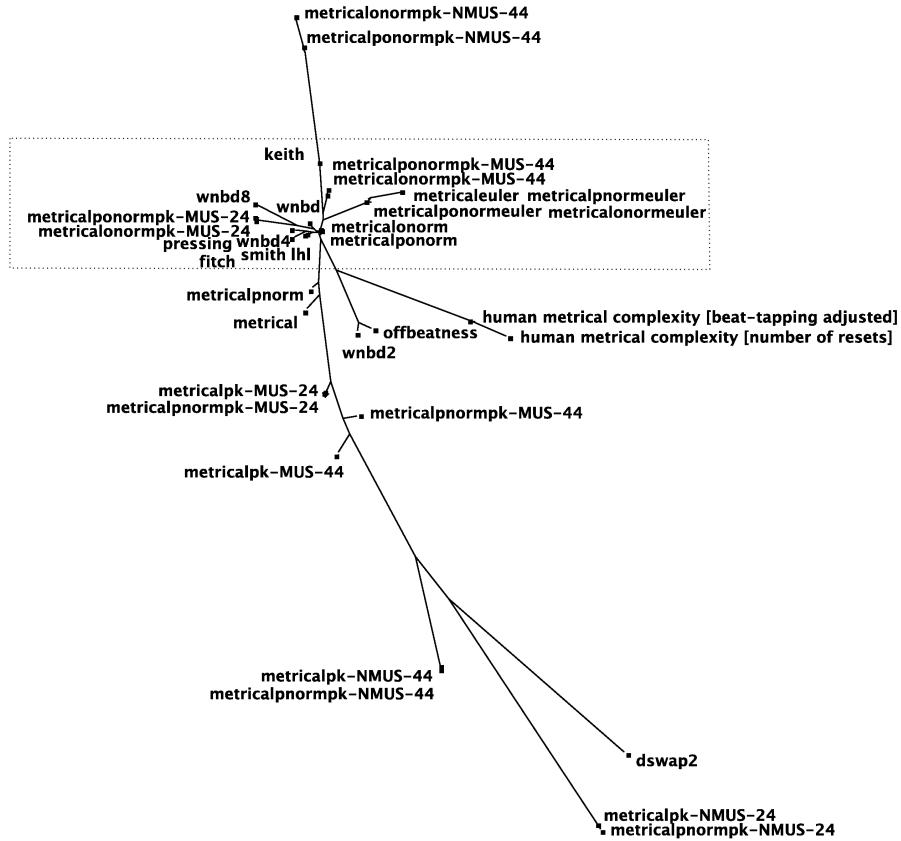 metricalonormpk-NMUS-44
metricalponormpk-NMUS-44
keith
metricalponormpk-MUS-44
metricalonormpk-MUS-44
wnbd8
wnbd
metricaleuler metricalpnormeuler
metricalponormeuler metricalonormeuler
metricalponormpk-MUS-24
metricalonormpk-MUS-24
metricalonorm
pressing wnbd4
metricalponorm
smith lhl
fitch
metricalpnorm
metrical
human metrical complexity [beat-tapping adjusted]
offbeatness
human metrical complexity [number of resets]
wnbd2
metricalpk-MUS-24
metricalpnormpk-MUS-24
metricalpnormpk-MUS-44
metricalpk-MUS-44
metricalpk-NMUS-44
metricalpnormpk-NMUS-44
dswap2
metricalpk-NMUS-24
metricalpnormpk-NMUS-24